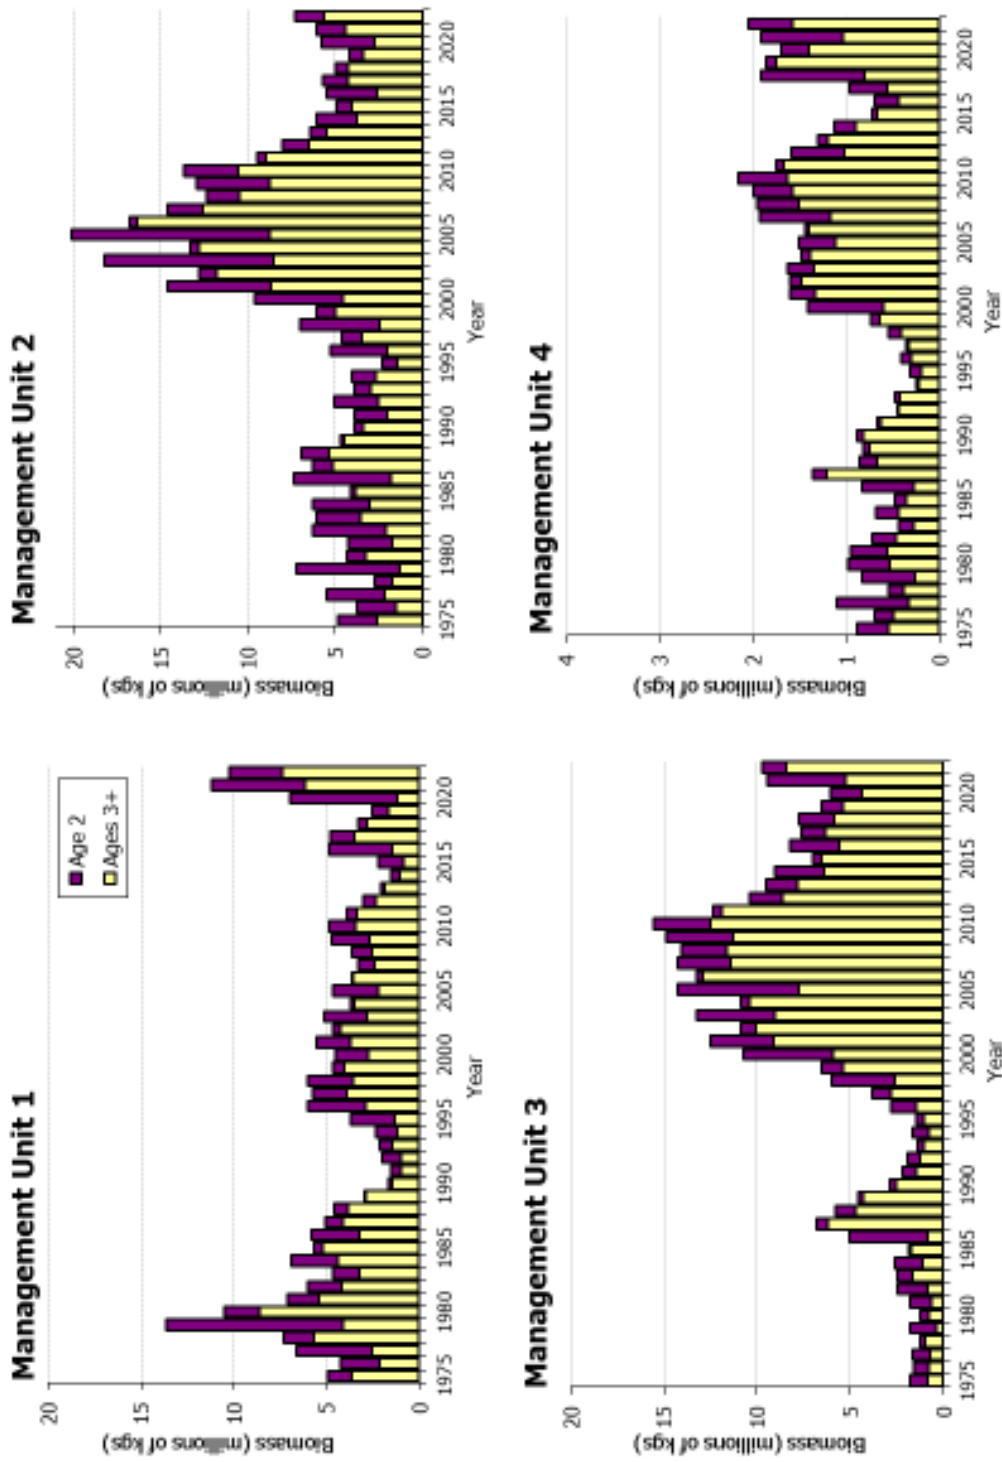 Management Unit 1
Biomass (millions of kgs)
20
15
10
5
0
Age 2
Ages 3+
1975 1980 1985 1990 1995 2000 2005 2010 2015 2020
Year
Management Unit 2
Biomass (millions of kgs)
20
15
10
5
0
1975 1980 1985 1990 1995 2000 2005 2010 2015 2020
Year
Management Unit 3
Biomass (millions of kgs)
20
15
10
5
0
1975 1980 1985 1990 1995 2000 2005 2010 2015 2020
Year
Management Unit 4
Biomass (millions of kgs)
4
3
2
1
0
1975 1980 1985 1990 1995 2000 2005 2010 2015 2020
Year